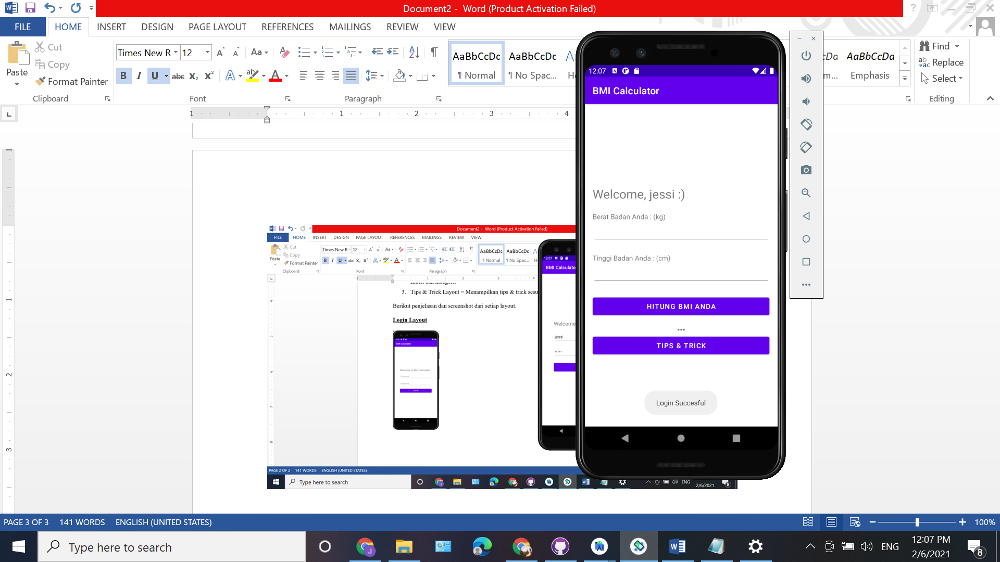 Document2 - Word (Product Activation Failed)
FILE HOME INSERT DESIGN PAGE LAYOUT REFERENCES MAILINGS REVIEW VIEW
Paste
Cut
Copy
Format Painter
Clipboard
Times New R 12
Font
Paragraph
AaBbCcDc AaBbCcDc
¶ Normal ¶ No Spac...
AaBbCcDa
Emphasis
Find
Replace
Select
Editing
1 1 2 3 4
12:07
BMI Calculator
Welcome, jessi :)
Berat Badan Anda : (kg)
Tinggi Badan Anda : (cm)
HITUNG BMI ANDA
...
TIPS & TRICK
Login Succesful
Document2 - Word (Product Activation Failed)
FILE HOME INSERT DESIGN PAGE LAYOUT REFERENCES MAILINGS REVIEW VIEW
Paste
Cut
Copy
Format Painter
Clipboard
Times New R 12
Font
Paragraph
AaBbCcDc AaBbCcDc
¶ Normal ¶ No Spac...
3. Tips & Trick Layout = Menampilkan tips & trick
Berikut penjelasan dan screenshot dari setiap layout.
Login Layout
BMI Calculator
Welcome to BMI Calculator
Username
Password
LOGIN
12:07
BMI Calculato
Welcome
jessi
PAGE 2 OF 2 141 WORDS ENGLISH (UNITED STATES)
Type here to search
ENG
2/6/2021
8
PAGE 3 OF 3 141 WORDS ENGLISH (UNITED STATES)
100%
Type here to search
ENG
12:07 PM
2/6/2021
8